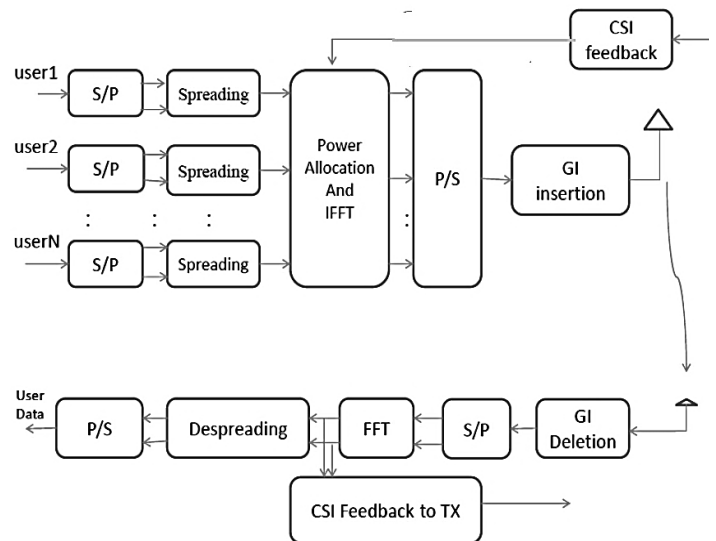 CSI
feedback
user1
S/P
Spreading
user2
S/P
Spreading
: : :
userN
S/P
Spreading
Power
Allocation
And
IFFT
:
P/S
GI
insertion
User
Data
P/S
Despreading
FFT
S/P
GI
Deletion
CSI Feedback to TX